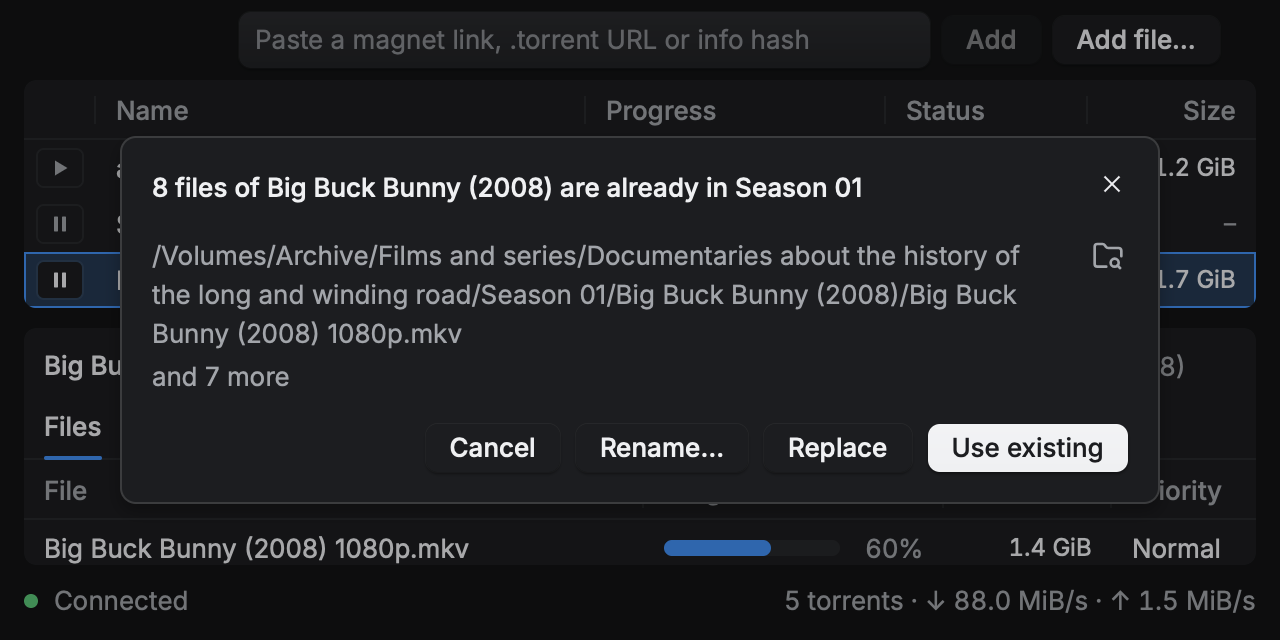 Paste a magnet link, .torrent URL or info hash
Add
Add file...
Name
Progress
Status
Size
1.2 GiB
–
1.7 GiB
8 files of Big Buck Bunny (2008) are already in Season 01
/Volumes/Archive/Films and series/Documentaries about the history of
the long and winding road/Season 01/Big Buck Bunny (2008)/Big Buck
Bunny (2008) 1080p.mkv
and 7 more
Cancel
Rename...
Replace
Use existing
Big Bu
8)
Files
File
iority
Big Buck Bunny (2008) 1080p.mkv
60%
1.4 GiB
Normal
Connected
5 torrents · ↓ 88.0 MiB/s · ↑ 1.5 MiB/s